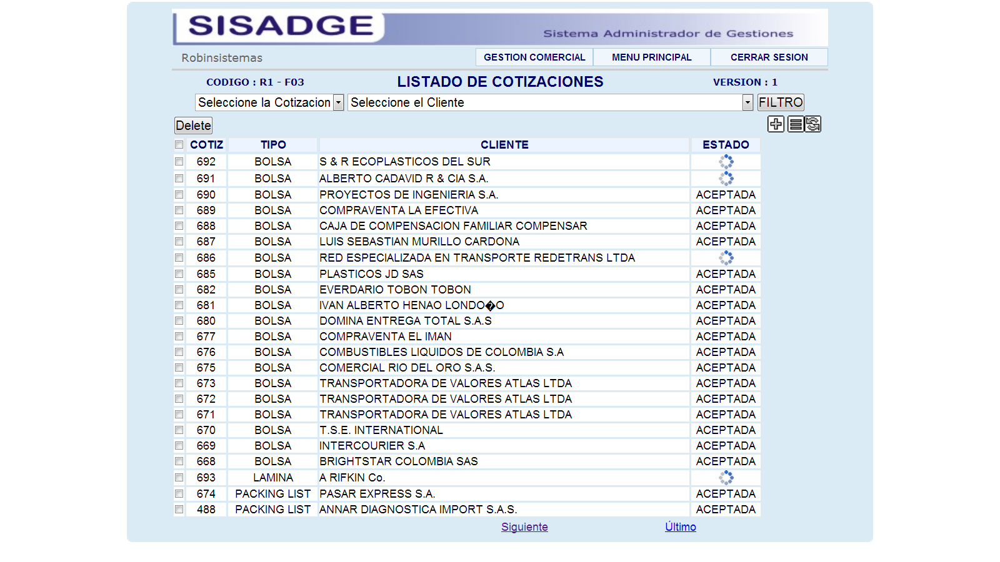 SISADGE
Sistema Administrador de Gestiones
Robinsistemas GESTION COMERCIAL MENU PRINCIPAL CERRAR SESION
CODIGO : R1 - F03 LISTADO DE COTIZACIONES VERSION : 1
Seleccione la Cotizacion Seleccione el Cliente FILTRO
Delete
COTIZ TIPO CLIENTE ESTADO
692 BOLSA S & R ECOPLASTICOS DEL SUR
691 BOLSA ALBERTO CADAVID R & CIA S.A.
690 BOLSA PROYECTOS DE INGENIERIA S.A. ACEPTADA
689 BOLSA COMPRAVENTA LA EFECTIVA ACEPTADA
688 BOLSA CAJA DE COMPENSACION FAMILIAR COMPENSAR ACEPTADA
687 BOLSA LUIS SEBASTIAN MURILLO CARDONA ACEPTADA
686 BOLSA RED ESPECIALIZADA EN TRANSPORTE REDETRANS LTDA
685 BOLSA PLASTICOS JD SAS ACEPTADA
682 BOLSA EVERDARIO TOBON TOBON ACEPTADA
681 BOLSA IVAN ALBERTO HENAO LONDO�O ACEPTADA
680 BOLSA DOMINA ENTREGA TOTAL S.A.S ACEPTADA
677 BOLSA COMPRAVENTA EL IMAN ACEPTADA
676 BOLSA COMBUSTIBLES LIQUIDOS DE COLOMBIA S.A ACEPTADA
675 BOLSA COMERCIAL RIO DEL ORO S.A.S. ACEPTADA
673 BOLSA TRANSPORTADORA DE VALORES ATLAS LTDA ACEPTADA
672 BOLSA TRANSPORTADORA DE VALORES ATLAS LTDA ACEPTADA
671 BOLSA TRANSPORTADORA DE VALORES ATLAS LTDA ACEPTADA
670 BOLSA T.S.E. INTERNATIONAL ACEPTADA
669 BOLSA INTERCOURIER S.A ACEPTADA
668 BOLSA BRIGHTSTAR COLOMBIA SAS ACEPTADA
693 LAMINA A RIFKIN Co.
674 PACKING LIST PASAR EXPRESS S.A. ACEPTADA
488 PACKING LIST ANNAR DIAGNOSTICA IMPORT S.A.S. ACEPTADA
Siguiente Último